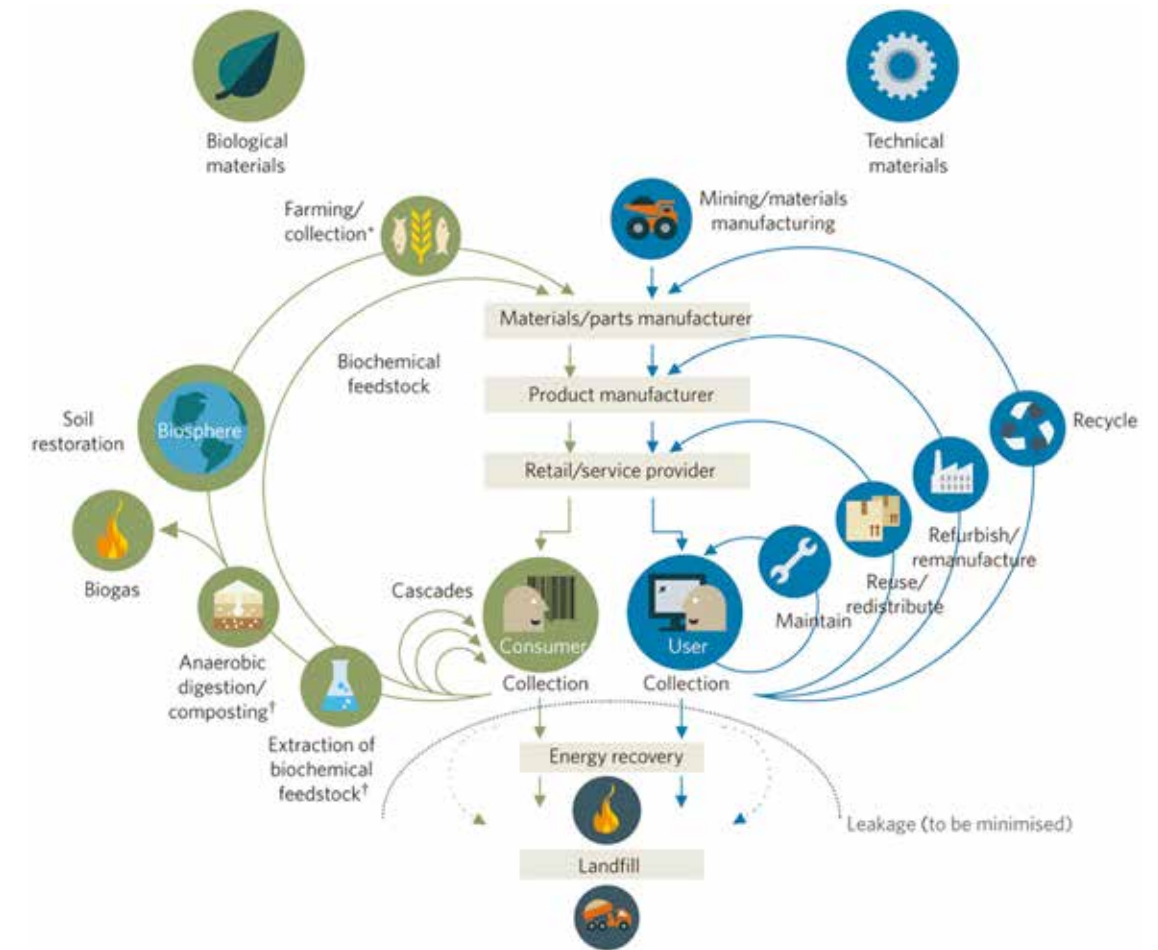 Biological
materials
Technical
materials
Farming/
collection*
Mining/materials
manufacturing
Materials/parts manufacturer
Biochemical
feedstock
Product manufacturer
Soil
restoration
Biosphere
Recycle
Retail/service provider
Refurbish/
remanufacture
Biogas
Cascades
Reuse/
redistribute
Maintain
Consumer
User
Anaerobic
digestion/
composting†
Collection
Collection
Extraction of
biochemical
feedstock†
Energy recovery
Leakage (to be minimised)
Landfill